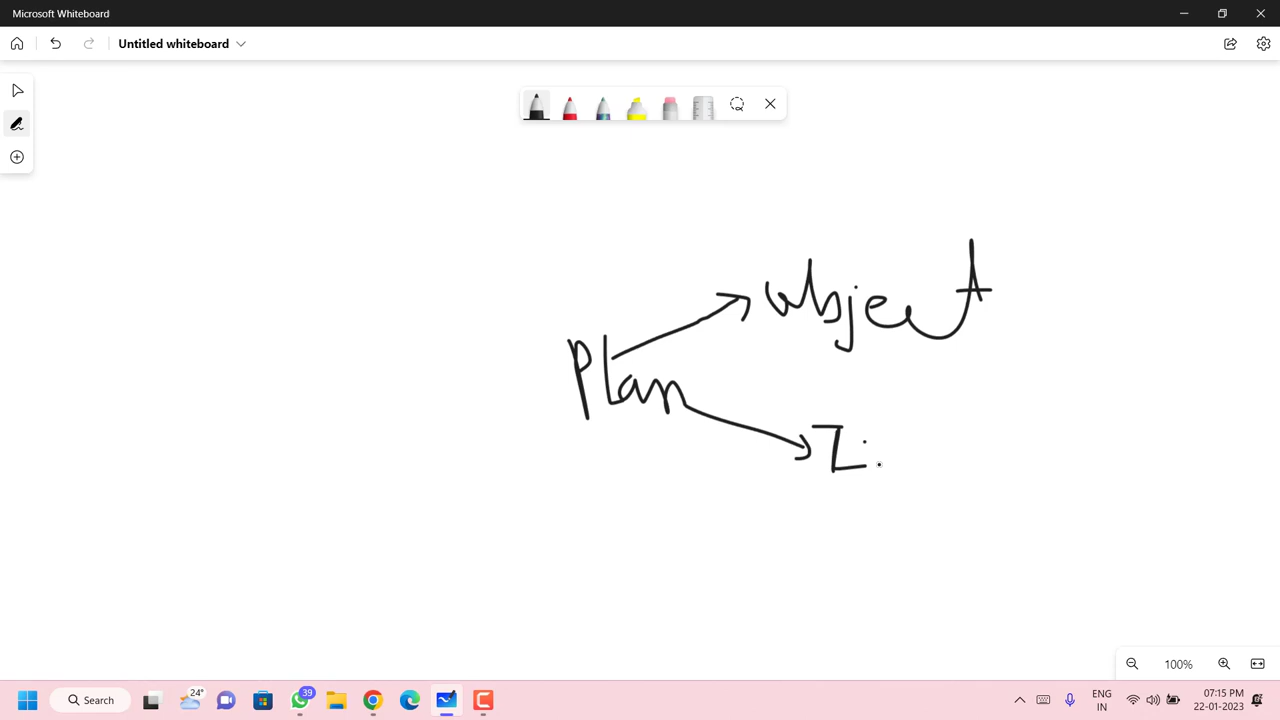 Microsoft Whiteboard
Untitled whiteboard
object
Plan
100%
24°
Search
39
ENG
IN
07:15 PM
22-01-2023